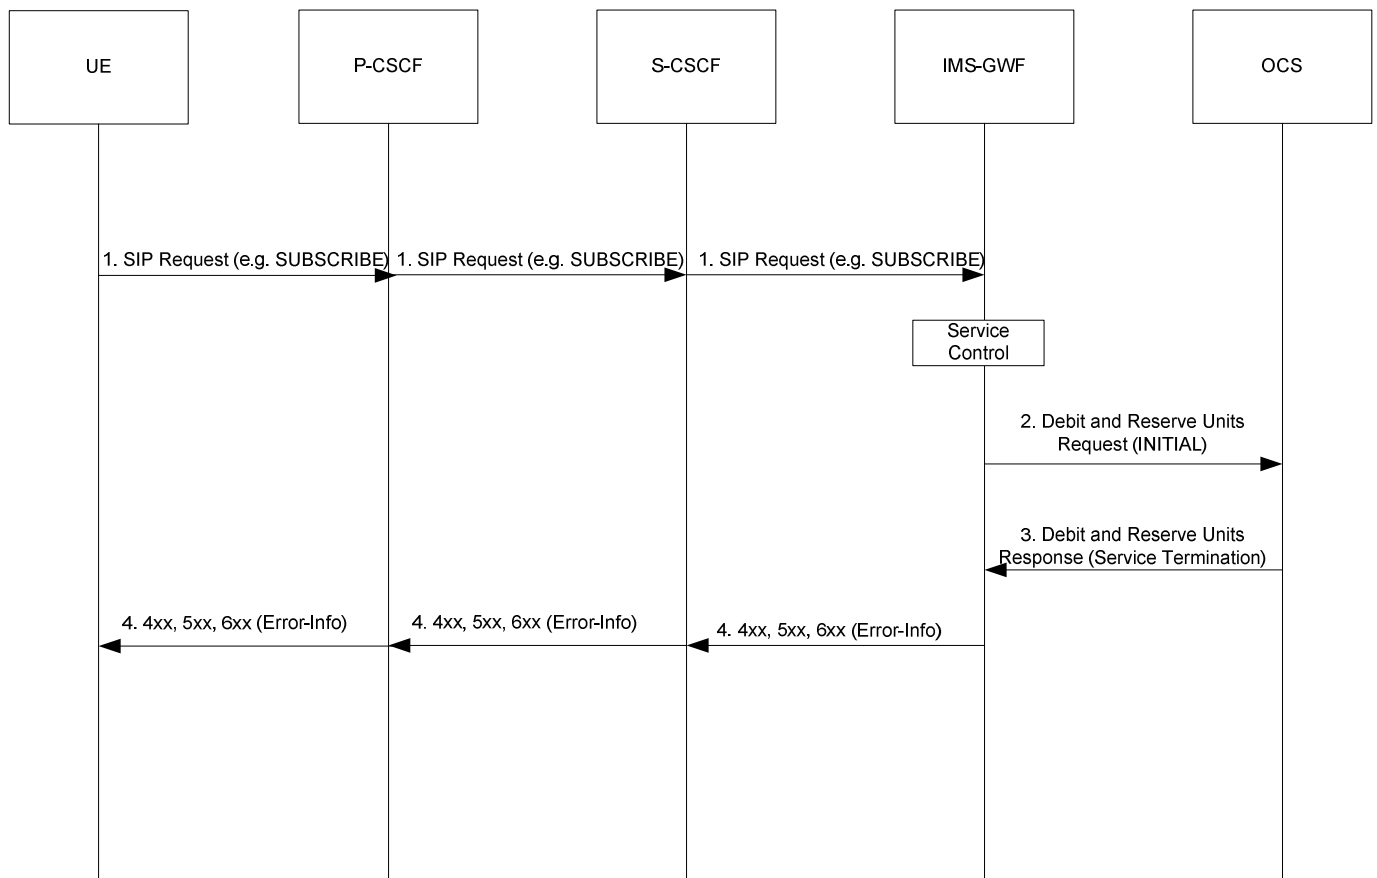 UE
P-CSCF
S-CSCF
IMS-GWF
OCS
1. SIP Request (e.g. SUBSCRIBE)
1. SIP Request (e.g. SUBSCRIBE)
1. SIP Request (e.g. SUBSCRIBE)
Service
Control
2. Debit and Reserve Units
Request (INITIAL)
3. Debit and Reserve Units
Response (Service Termination)
4. 4xx, 5xx, 6xx (Error-Info)
4. 4xx, 5xx, 6xx (Error-Info)
4. 4xx, 5xx, 6xx (Error-Info)